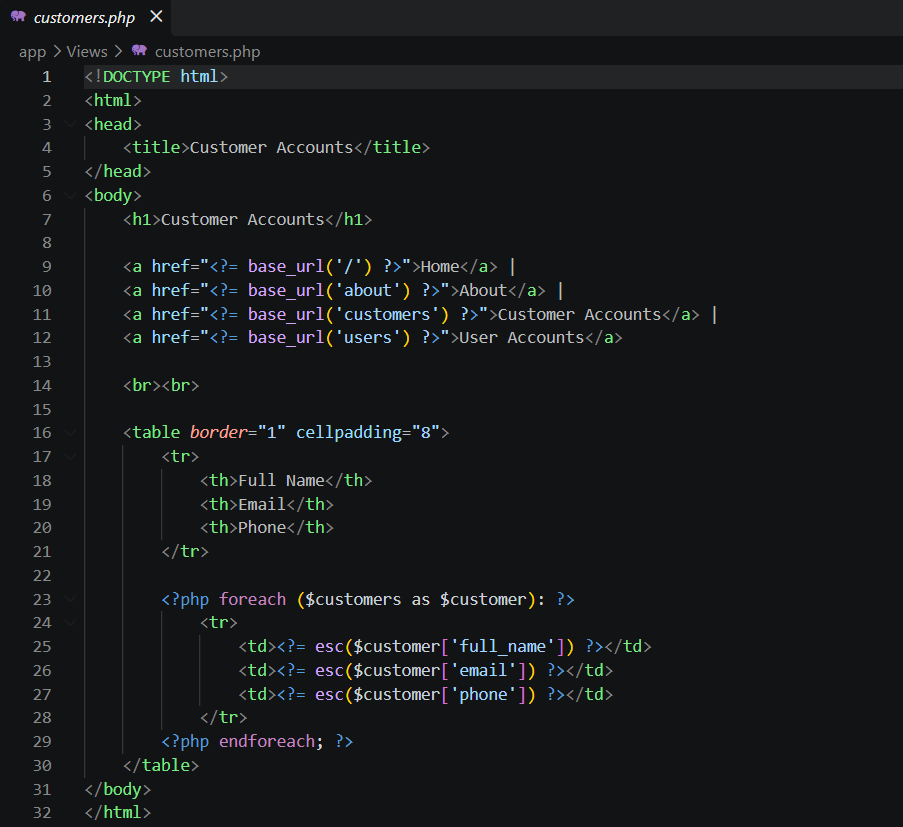 customers.php ×
app > Views > customers.php
1 <!DOCTYPE html>
2 <html>
3 <head>
4     <title>Customer Accounts</title>
5 </head>
6 <body>
7     <h1>Customer Accounts</h1>
8
9     <a href="<?= base_url('/') ?>">Home</a> |
10     <a href="<?= base_url('about') ?>">About</a> |
11     <a href="<?= base_url('customers') ?>">Customer Accounts</a> |
12     <a href="<?= base_url('users') ?>">User Accounts</a>
13
14     <br><br>
15
16     <table border="1" cellpadding="8">
17         <tr>
18             <th>Full Name</th>
19             <th>Email</th>
20             <th>Phone</th>
21         </tr>
22
23         <?php foreach ($customers as $customer): ?>
24             <tr>
25                 <td><?= esc($customer['full_name']) ?></td>
26                 <td><?= esc($customer['email']) ?></td>
27                 <td><?= esc($customer['phone']) ?></td>
28             </tr>
29         <?php endforeach; ?>
30     </table>
31 </body>
32 </html>